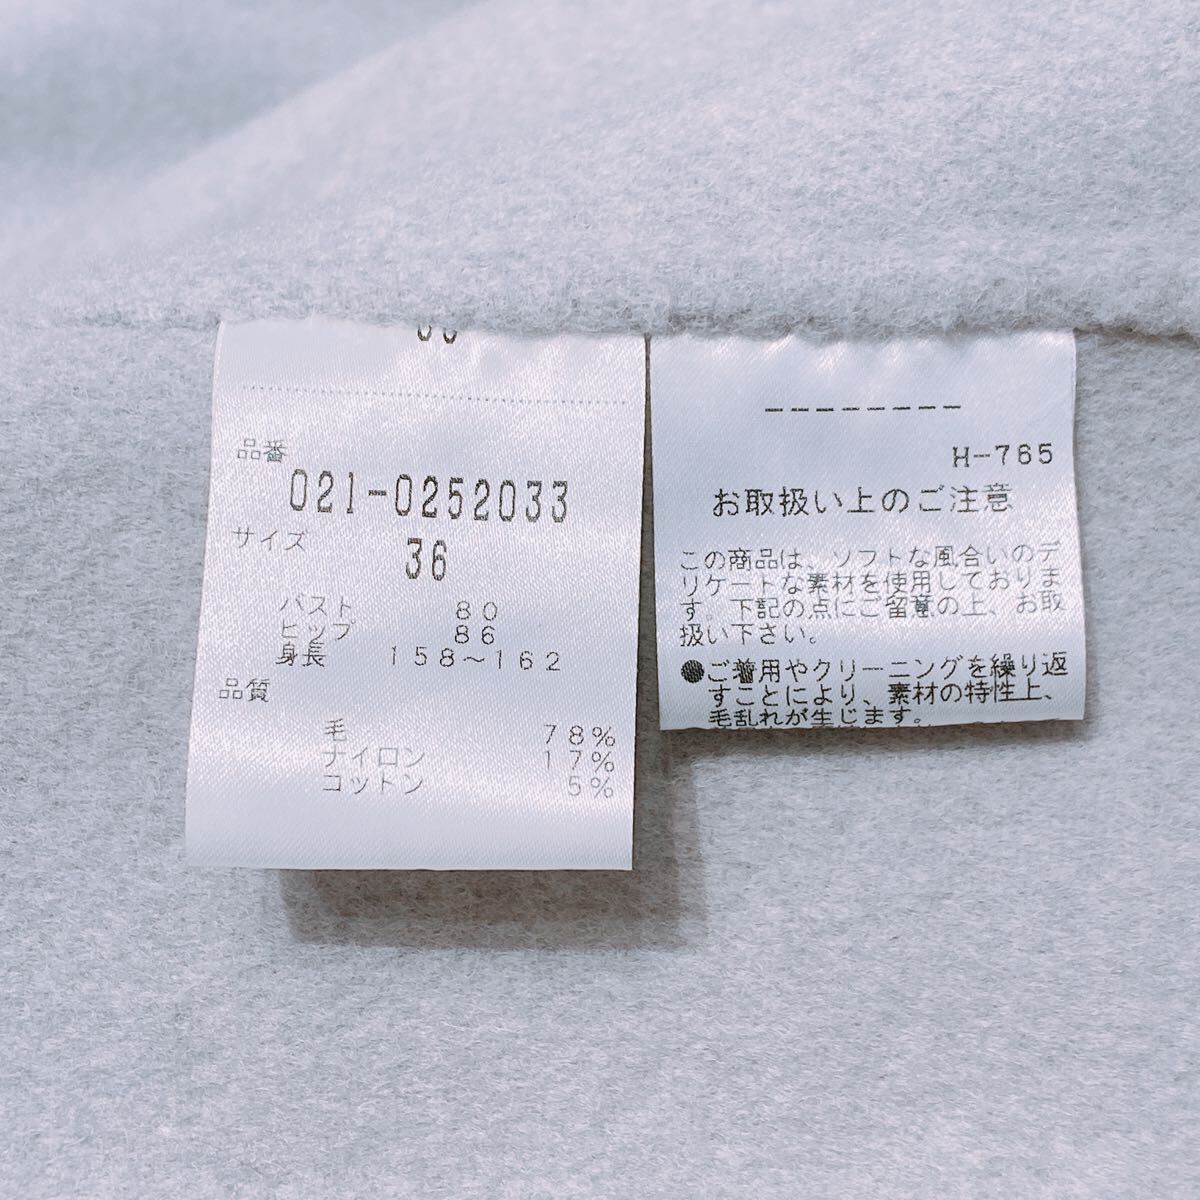 品番
021-0252033
サイズ
36
バスト 80
ヒップ 86
身長 158〜162
品質
毛 78%
ナイロン 17%
コットン 5%
--------
H-765
お取扱い上のご注意
この商品は、ソフトな風合いのデ
リケートな素材を使用しておりま
す。下記の点にご留意の上、お取
扱い下さい。
●ご着用やクリーニングを繰り返
すことにより、素材の特性上、
毛乱れが生じます。